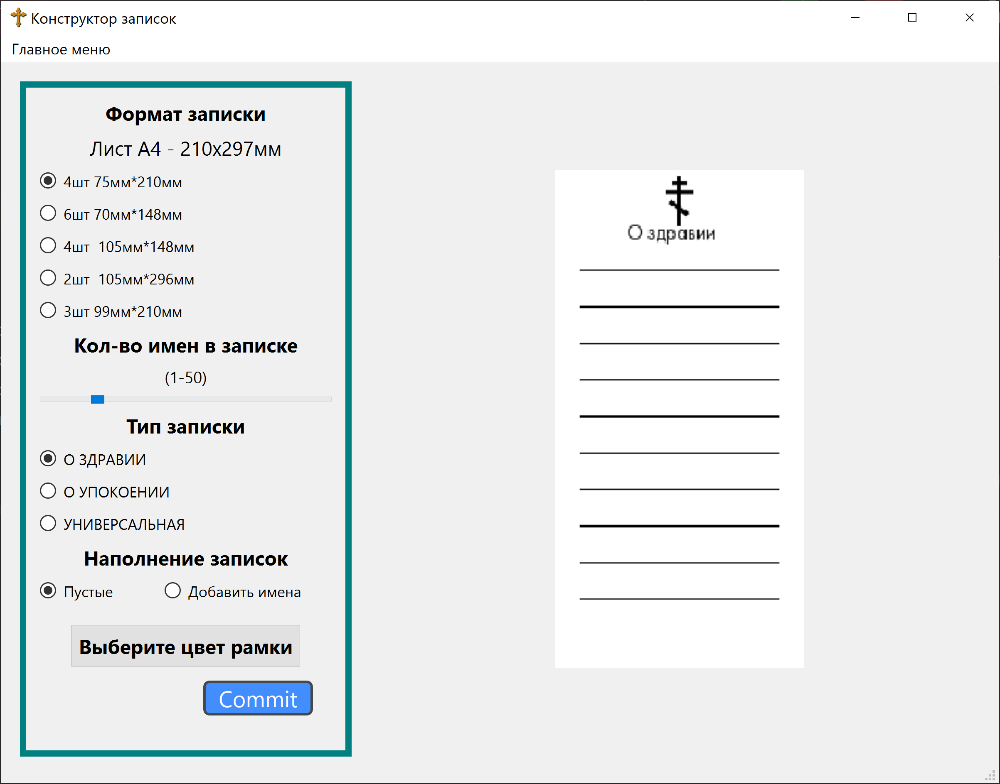 Конструктор записок
Главное меню
Формат записки
Лист А4 - 210х297мм
4шт 75мм*210мм
6шт 70мм*148мм
4шт  105мм*148мм
2шт  105мм*296мм
3шт 99мм*210мм
Кол-во имен в записке
(1-50)
Тип записки
О ЗДРАВИИ
О УПОКОЕНИИ
УНИВЕРСАЛЬНАЯ
Наполнение записок
Пустые
Добавить имена
Выберите цвет рамки
Commit
О здравии